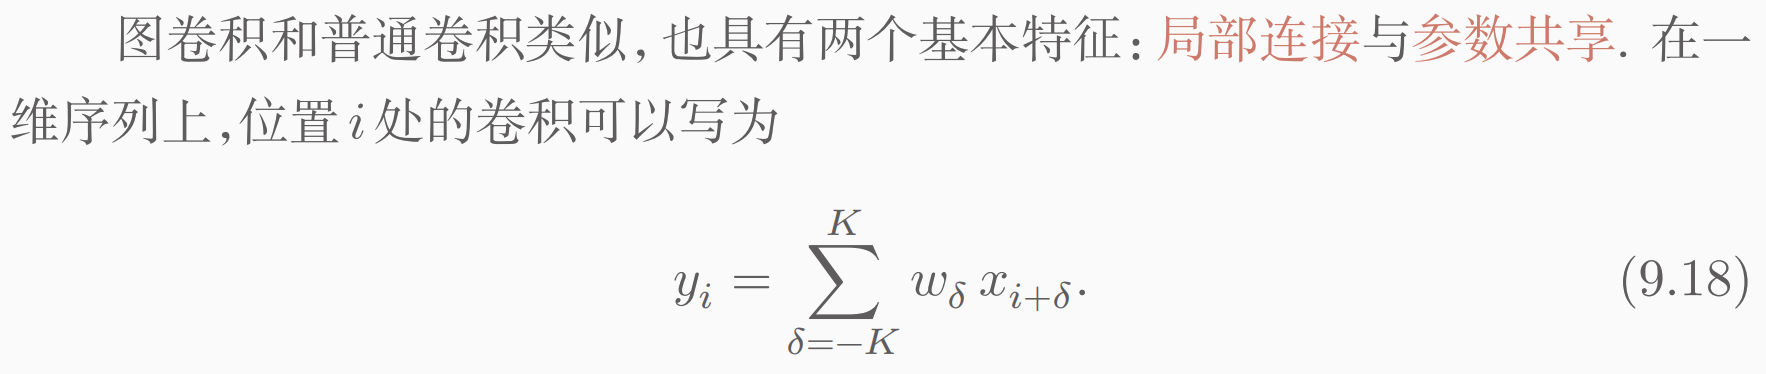 图卷积和普通卷积类似, 也具有两个基本特征: 局部连接与参数共享. 在一
维序列上, 位置 i 处的卷积可以写为
y_i = \sum_{\delta=-K}^{K} w_\delta x_{i+\delta}. (9.18)